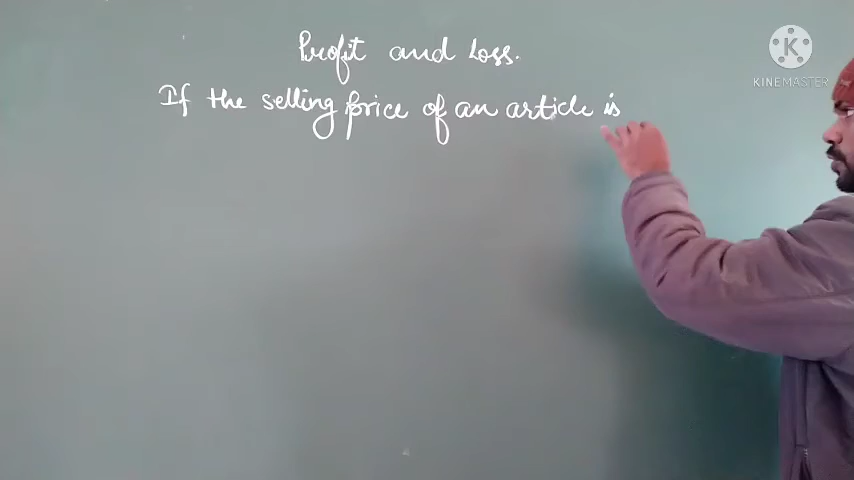 Profit and Loss.
If the selling price of an article is
K
KINEMASTER